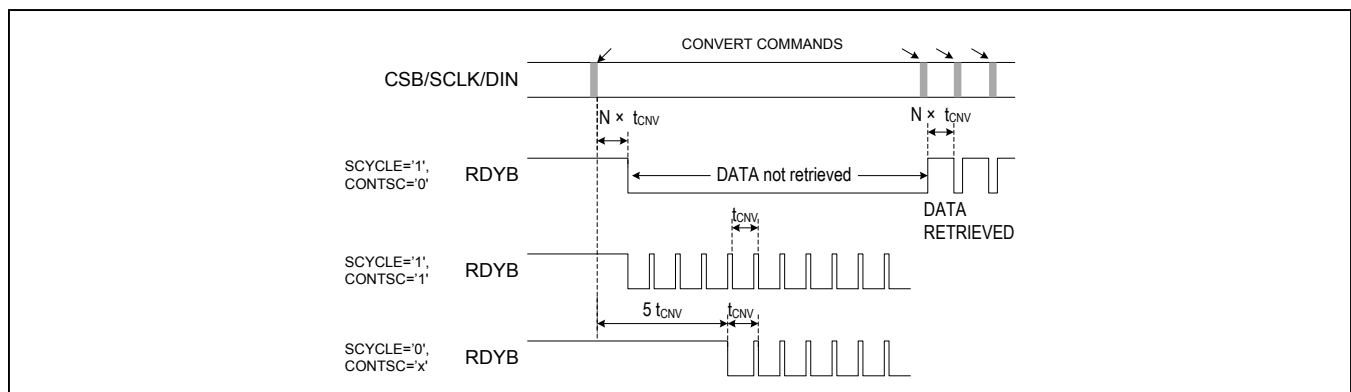 CONVERT COMMANDS
CSB/SCLK/DIN
N × tCNV
N × tCNV
SCYCLE='1',
CONTSC='0'
RDYB
DATA not retrieved
DATA
RETRIEVED
tCNV
SCYCLE='1',
CONTSC='1'
RDYB
5 tCNV
tCNV
SCYCLE='0',
CONTSC='x'
RDYB